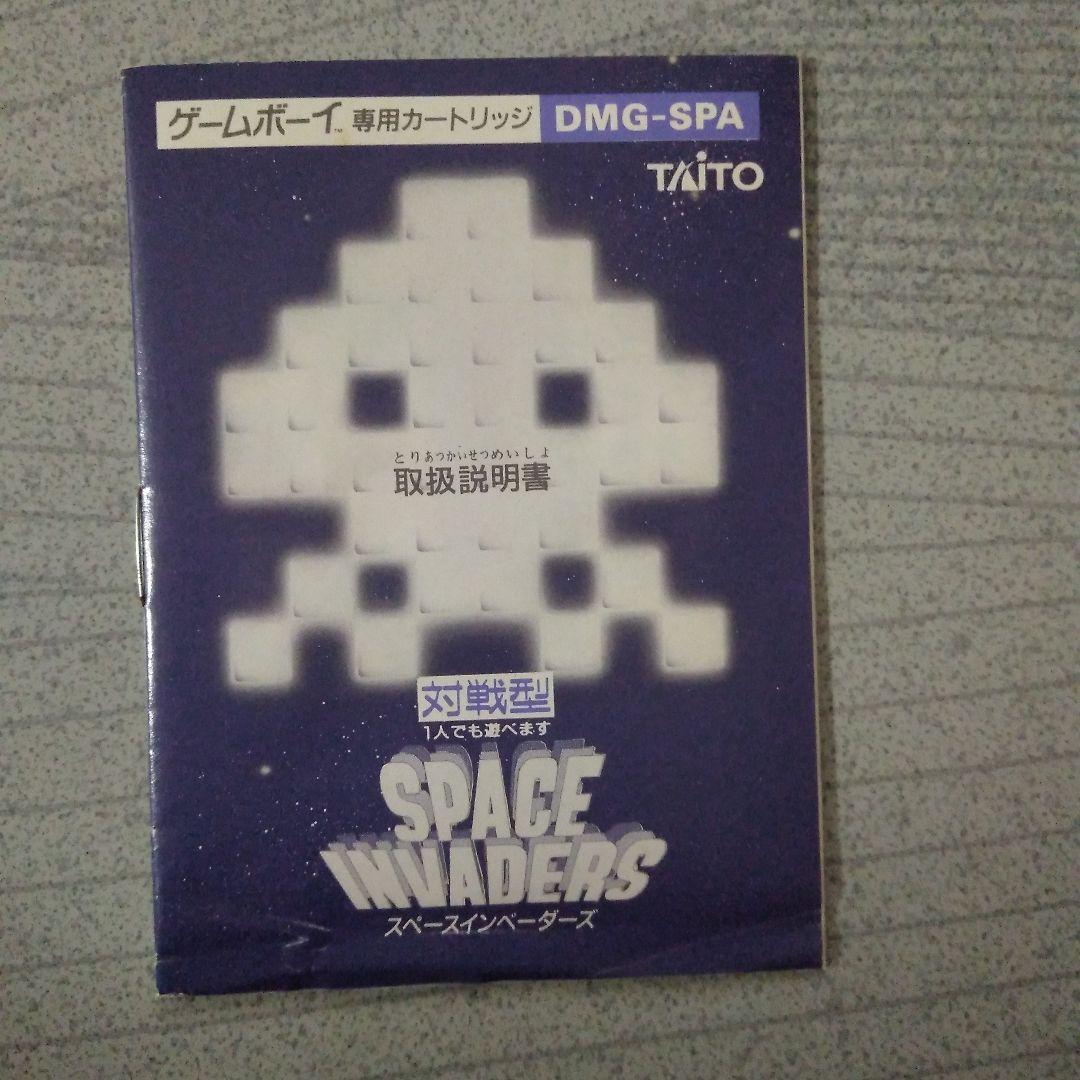 ゲームボーイ™専用カートリッジ DMG-SPA
TAITO
とりあつかいせつめいしょ
取扱説明書
対戦型
1人でも遊べます
SPACE
INVADERS
スペースインベーダーズ